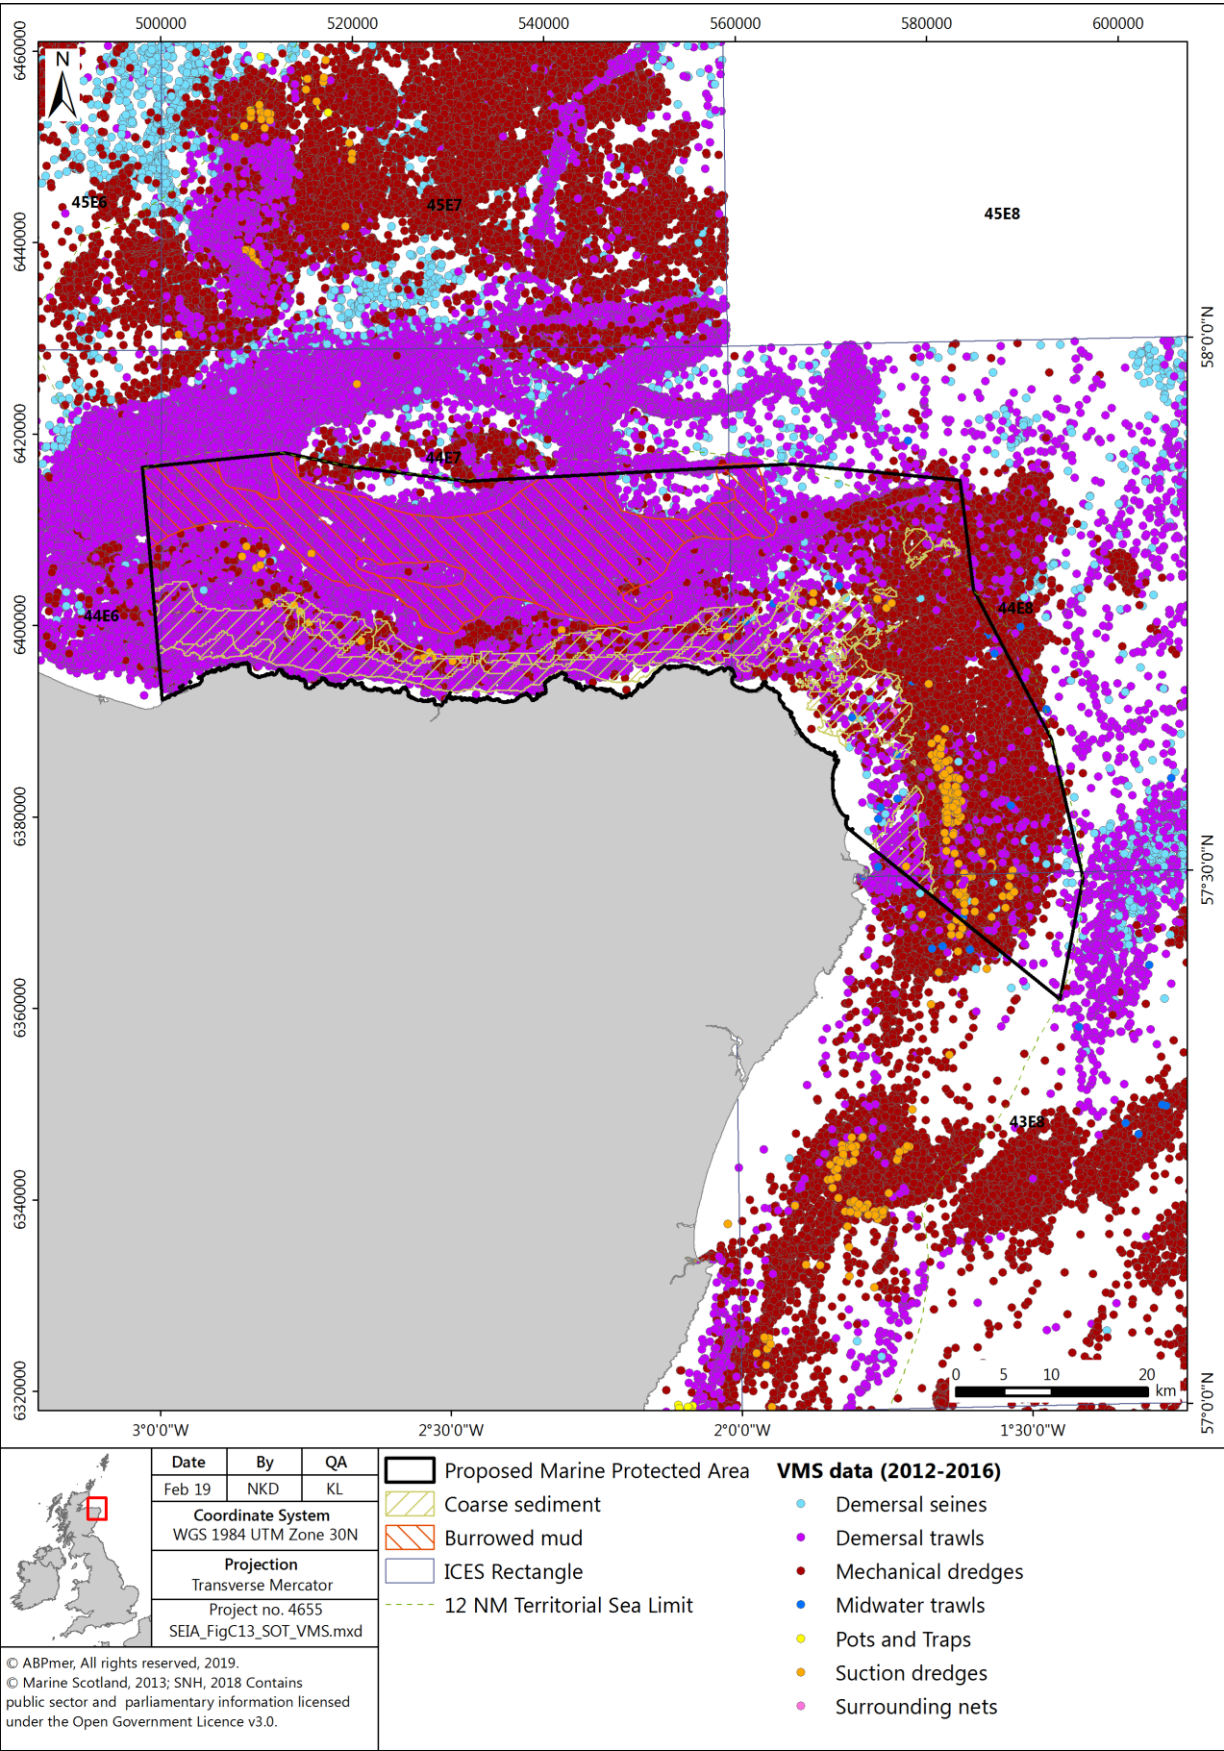 500000 520000 540000 560000 580000 600000
6460000
N
45E6
45E7
45E8
6440000
58°0'0"N
6420000
44E7
6400000
44E6
44E8
6380000
57°30'0"N
6360000
43E8
6340000
0 5 10 20
km
6320000
57°0'0"N
3°0'0"W 2°30'0"W 2°0'0"W 1°30'0"W
Date By QA
Feb 19 NKD KL
Coordinate System
WGS 1984 UTM Zone 30N
Projection
Transverse Mercator
Project no. 4655
SEIA_FigC13_SOT_VMS.mxd
© ABPmer, All rights reserved, 2019.
© Marine Scotland, 2013; SNH, 2018 Contains
public sector and parliamentary information licensed
under the Open Government Licence v3.0.
Proposed Marine Protected Area
Coarse sediment
Burrowed mud
ICES Rectangle
12 NM Territorial Sea Limit
VMS data (2012-2016)
Demersal seines
Demersal trawls
Mechanical dredges
Midwater trawls
Pots and Traps
Suction dredges
Surrounding nets